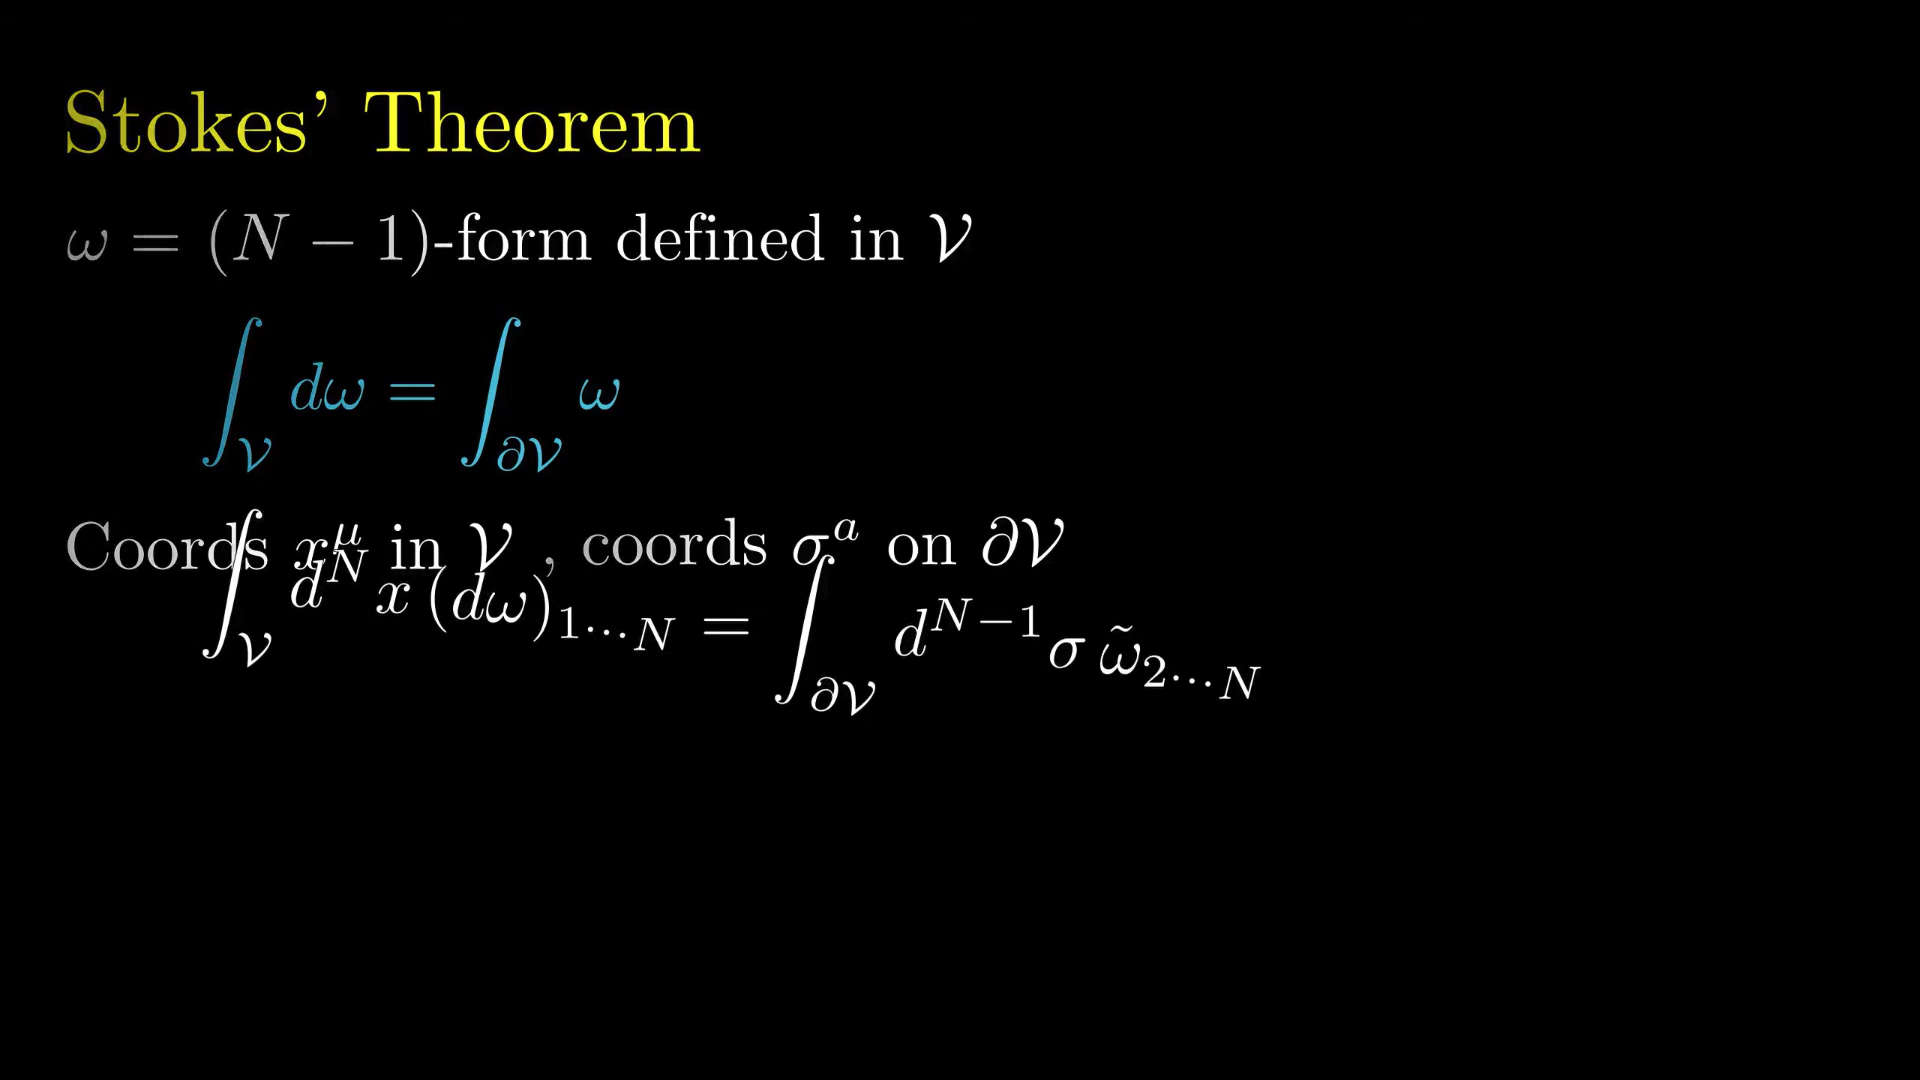 Stokes' Theorem
ω = (N − 1)-form defined in 𝒱
∫_𝒱 dω = ∫_∂𝒱 ω
Coords x^μ in 𝒱 , coords σ^a on ∂𝒱
∫_𝒱 d^N x (dω)_{1⋯N} = ∫_∂𝒱 d^{N−1}σ ω̃_{2⋯N}